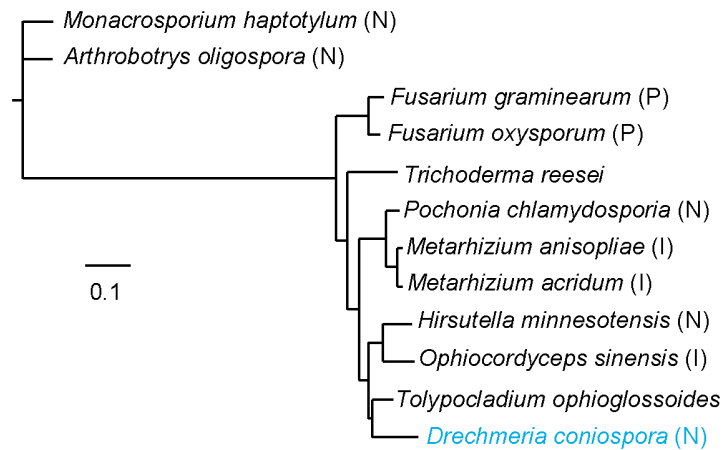 Monacrosporium haptotylum (N)
Arthrobotrys oligospora (N)
Fusarium graminearum (P)
Fusarium oxysporum (P)
Trichoderma reesei
Pochonia chlamydosporia (N)
Metarhizium anisopliae (I)
Metarhizium acridum (I)
0.1
Hirsutella minnesotensis (N)
Ophiocordyceps sinensis (I)
Tolypocladium ophioglossoides
Drechmeria coniospora (N)